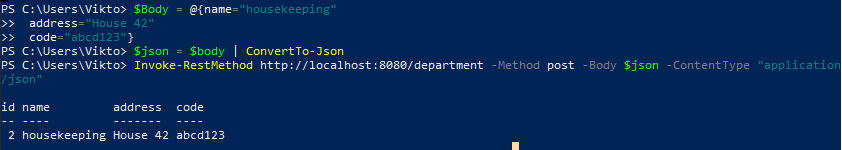 PS C:\Users\Vikto> $Body = @{name="housekeeping"
>>  address="House 42"
>>  code="abcd123"}
PS C:\Users\Vikto> $json = $body | ConvertTo-Json
PS C:\Users\Vikto> Invoke-RestMethod http://localhost:8080/department -Method post -Body $json -ContentType "application
/json"
id name         address  code
-- ----         -------  ----
 2 housekeeping House 42 abcd123